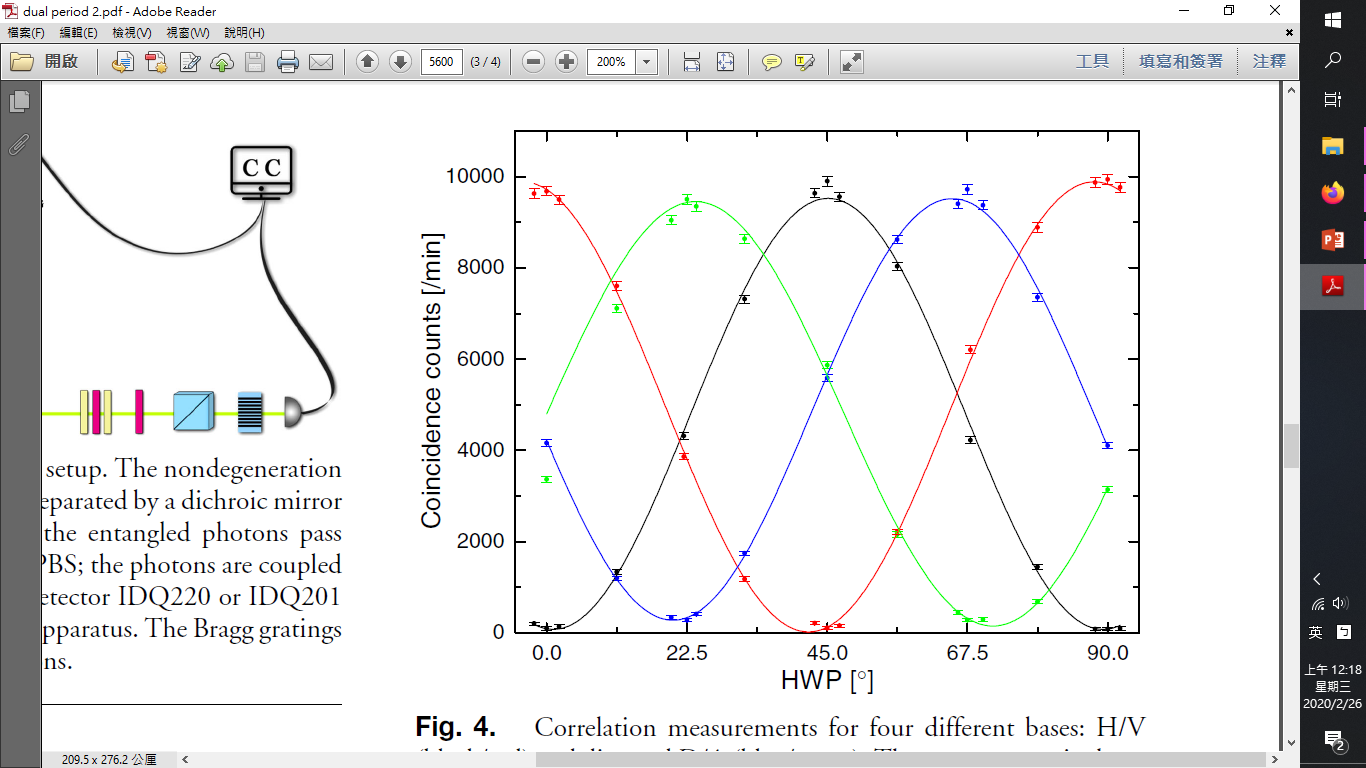 dual period 2.pdf - Adobe Reader
檔案(F) 編輯(E) 檢視(V) 視窗(W) 說明(H)
開啟 5600 (3 / 4) 200% 工具 填寫和簽署 注釋
C C
setup. The nondegeneration
eparated by a dichroic mirror
the entangled photons pass
PBS; the photons are coupled
etector IDQ220 or IDQ201
pparatus. The Bragg gratings
ns.
Coincidence counts [/min]
10000
8000
6000
4000
2000
0
0.0 22.5 45.0 67.5 90.0
HWP [°]
Fig. 4. Correlation measurements for four different bases: H/V
209.5 x 276.2 公厘
英
上午 12:18
星期三
2020/2/26
2